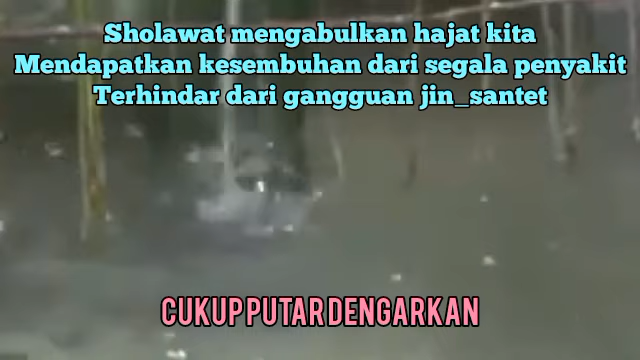 Sholawat mengabulkan hajat kita
Mendapatkan kesembuhan dari segala penyakit
Terhindar dari gangguan jin_santet
CUKUP PUTAR DENGARKAN